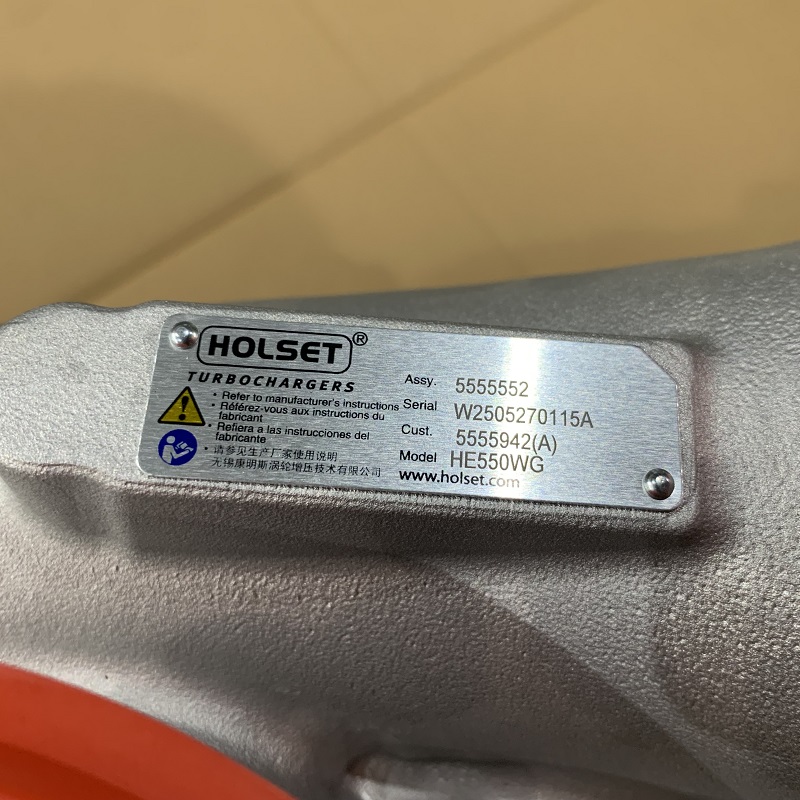 HOLSET®
TURBOCHARGERS
• Refer to manufacturer's instructions
• Référez-vous aux instructions du
fabricant
• Refiera a las instrucciones del
fabricante
• 请参见生产厂家使用说明
无锡康明斯涡轮增压技术有限公司
Assy. 5555552
Serial W2505270115A
Cust. 5555942(A)
Model HE550WG
www.holset.com